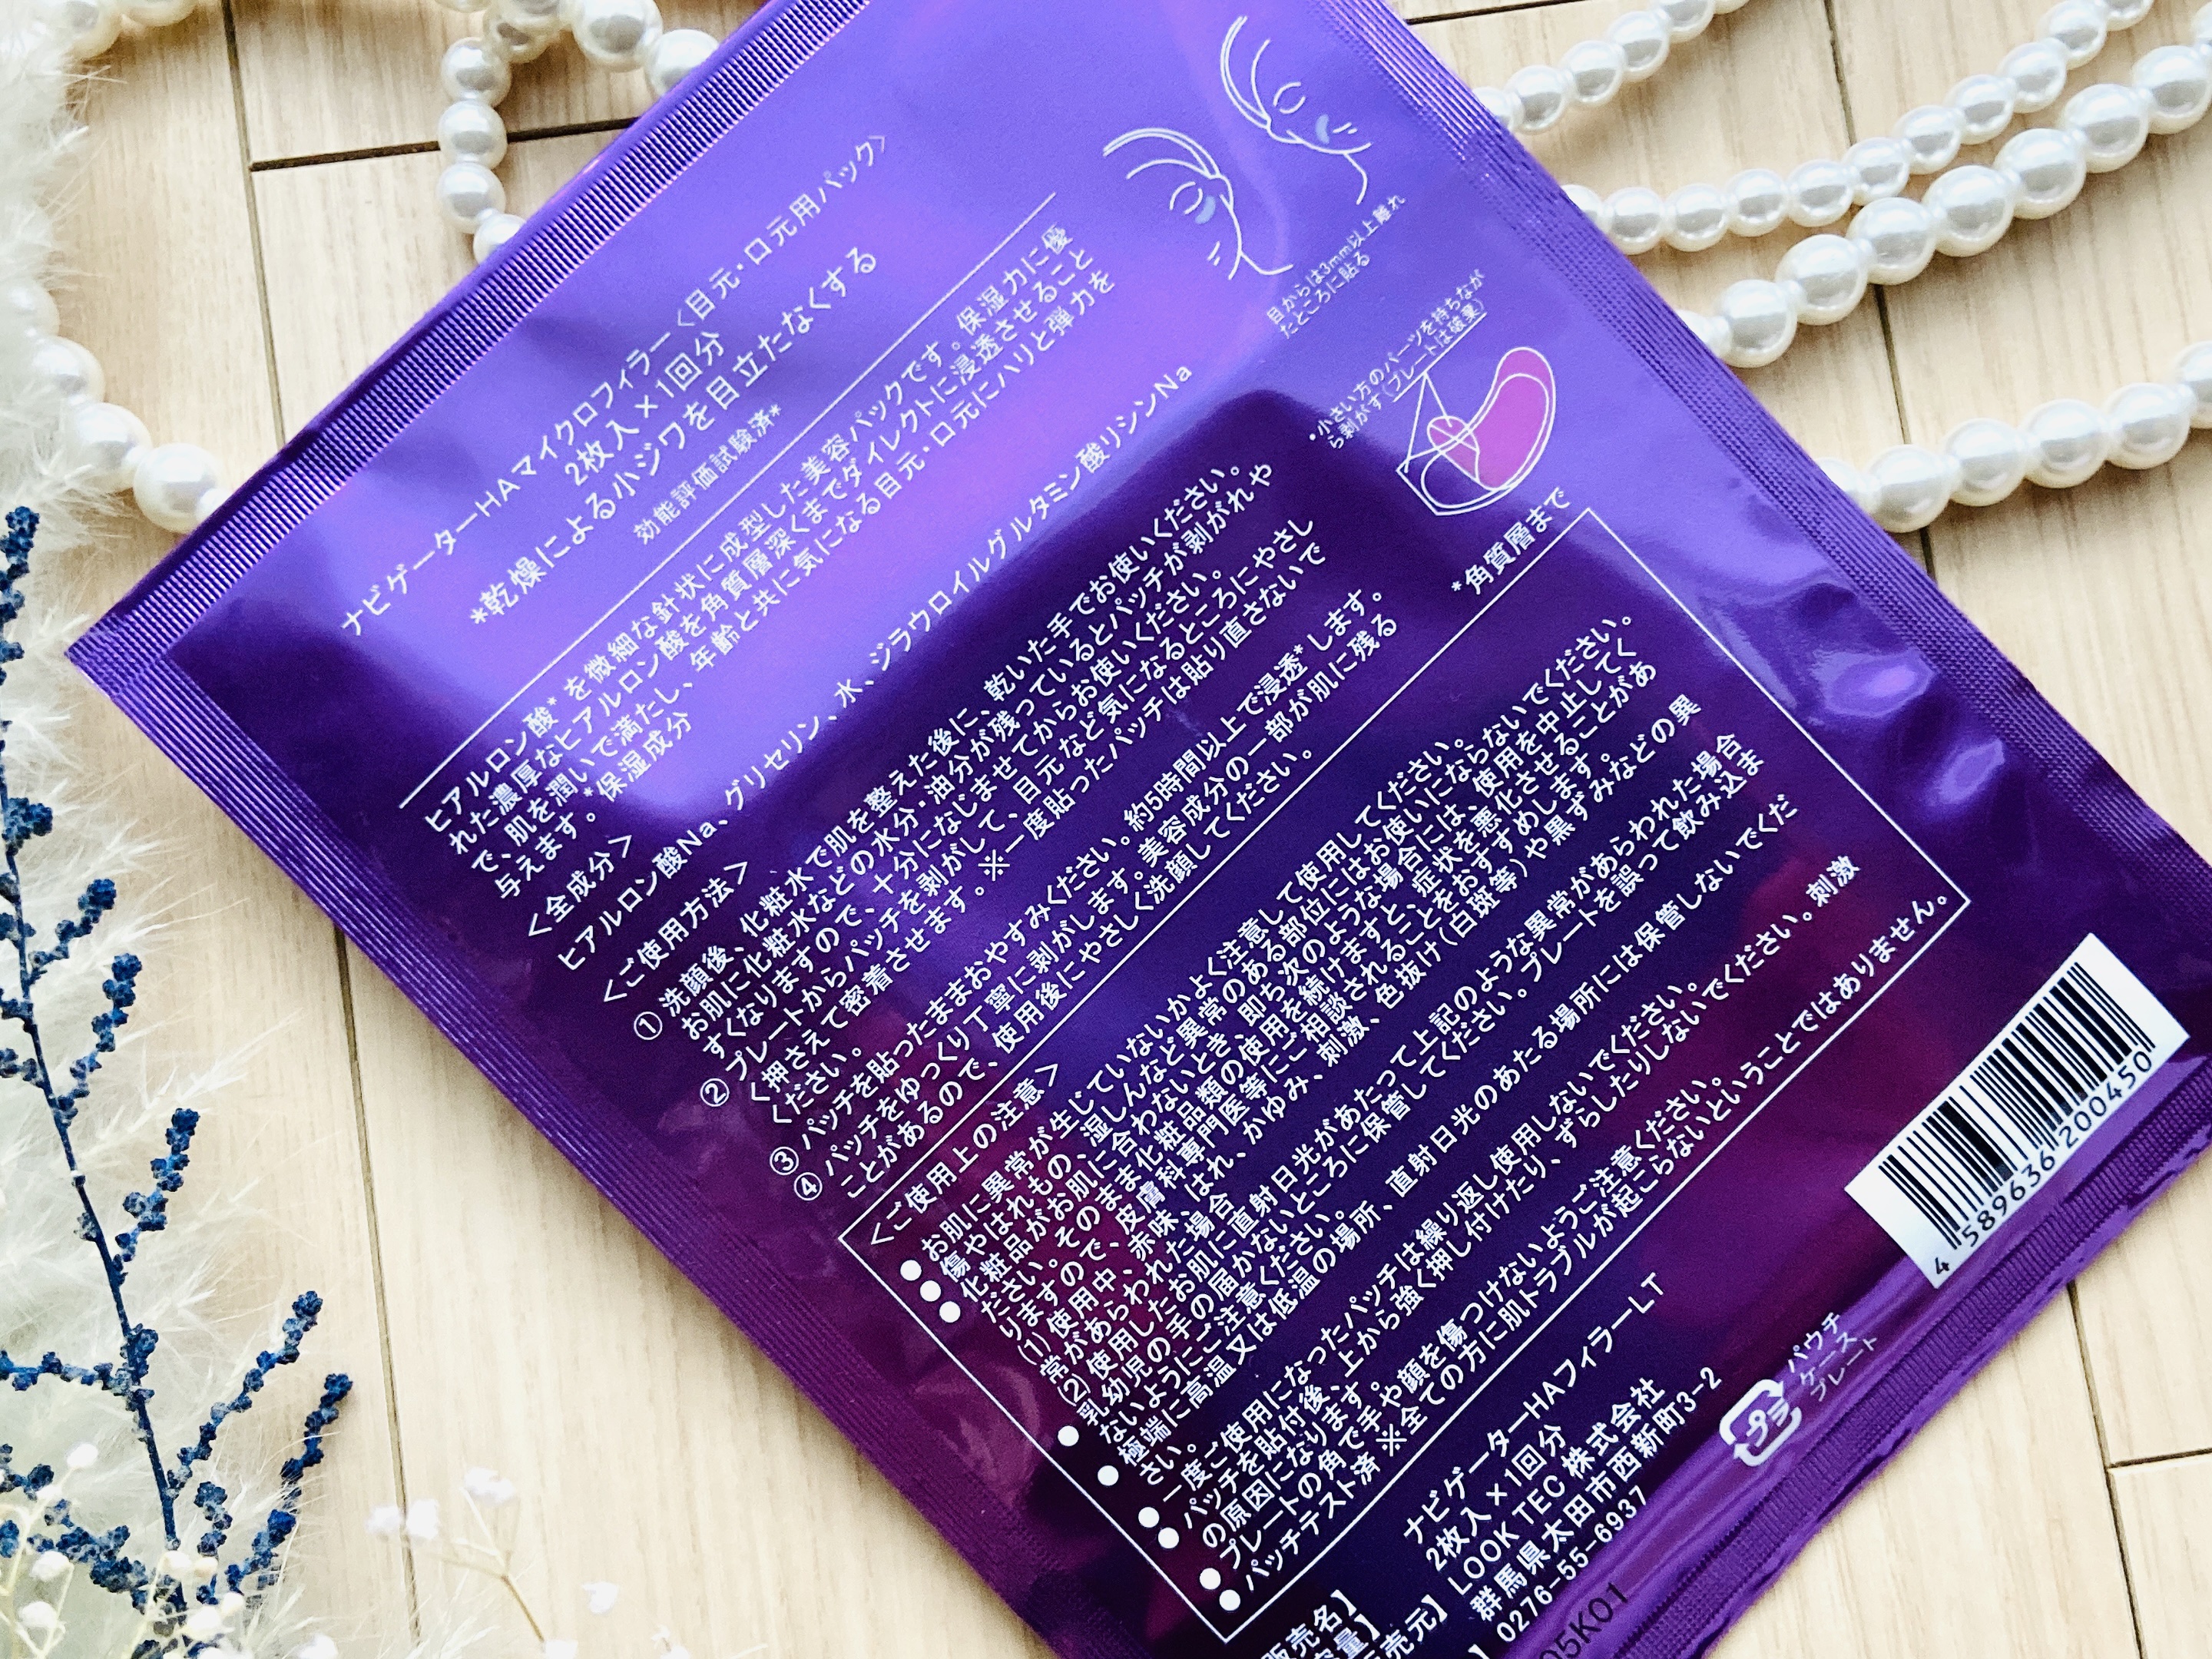 ナビゲーターHAマイクロフィラー<目元・口元用パック>
2枚入×1回分
*乾燥による小ジワを目立たなくする
効能評価試験済*
ヒアルロン酸*を微細な針状に成型した美容パックです。保湿力に優
れた濃厚なヒアルロン酸を角質層深くまでダイレクトに浸透させること
で、肌を潤いで満たし、年齢と共に気になる目元・口元にハリと弾力を
与えます。*保湿成分
<全成分>
ヒアルロン酸Na、グリセリン、水、ジラウロイルグルタミン酸リシンNa
<ご使用方法>
① 洗顔後、化粧水で肌を整えた後に、乾いた手でお使いください。
お肌に化粧水などの水分・油分が残っているとパッチが剥がれや
すくなりますので、十分になじませてからお使いください。
② プレートからパッチを剥がして、目元など気になるところにやさし
く押さえて密着させます。※一度貼ったパッチは貼り直さないで
ください。
③ パッチを貼ったままおやすみください。約5時間以上で浸透*します。
④ パッチをゆっくり丁寧に剥がします。美容成分の一部が肌に残る
ことがあるので、使用後にやさしく洗顔してください。
*角質層まで
目からは3mm以上離れ
たところに貼る
•小さい方のパーツを持ちなが
ら剥がす(プレートは破棄)
<ご使用上の注意>
●お肌に異常が生じていないかよく注意して使用してください。
●傷やはれもの、湿しんなど異常のある部位にはお使いにならないでください。
●化粧品がお肌に合わないとき、即ち次のような場合には、使用を中止してく
ださい。そのまま化粧品類の使用を続けますと、症状を悪化させることがあ
りますので、皮膚科専門医等にご相談されることをおすすめします。
(1) 使用中、赤味、はれ、かゆみ、刺激、色抜け(白斑等)や黒ずみなどの異
常があらわれた場合
(2) 使用したお肌に直射日光があたって上記のような異常があらわれた場合
●乳幼児の手の届かないところに保管してください。プレートを誤って飲み込ま
ないようにご注意ください。
●極端に高温又は低温の場所、直射日光のあたる場所には保管しないでくだ
さい。
●一度ご使用になったパッチは繰り返し使用しないでください。
●パッチを貼付後、上から強く押し付けたり、ずらしたりしないでください。刺激
の原因になります。
●プレートの角で手や顔を傷つけないようご注意ください。
●パッチテスト済 ※全ての方に肌トラブルが起こらないということではありません。
販売名】 ナビゲーターHAフィラーLT
量】 2枚入×1回分
売元】 LOOK TEC 株式会社
群馬県太田市西新町3-2
】0276-55-6937
05K01
プラ
パウチ
ケース
プレート
4 589636 200450